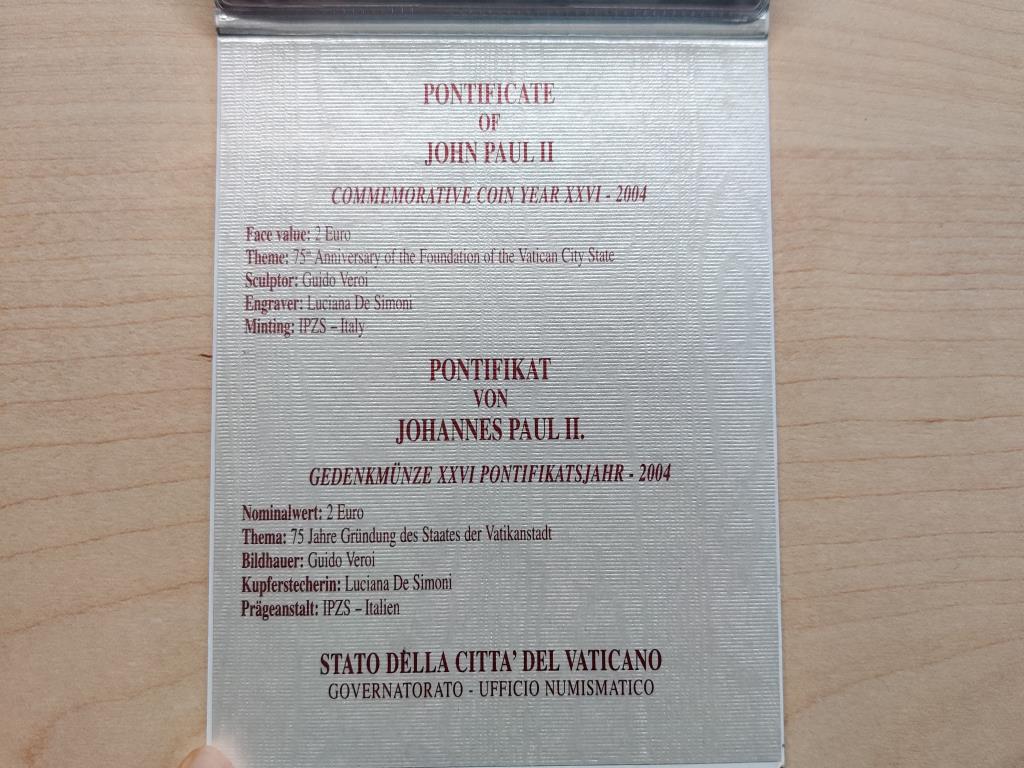 PONTIFICATE
OF
JOHN PAUL II
COMMEMORATIVE COIN YEAR XXVI - 2004
Face value: 2 Euro
Theme: 75th Anniversary of the Foundation of the Vatican City State
Sculptor: Guido Veroi
Engraver: Luciana De Simoni
Minting: IPZS – Italy
PONTIFIKAT
VON
JOHANNES PAUL II.
GEDENKMÜNZE XXVI PONTIFIKATSJAHR - 2004
Nominalwert: 2 Euro
Thema: 75 Jahre Gründung des Staates der Vatikanstadt
Bildhauer: Guido Veroi
Kupferstecherin: Luciana De Simoni
Prägeanstalt: IPZS – Italien
STATO DELLA CITTA' DEL VATICANO
GOVERNATORATO - UFFICIO NUMISMATICO